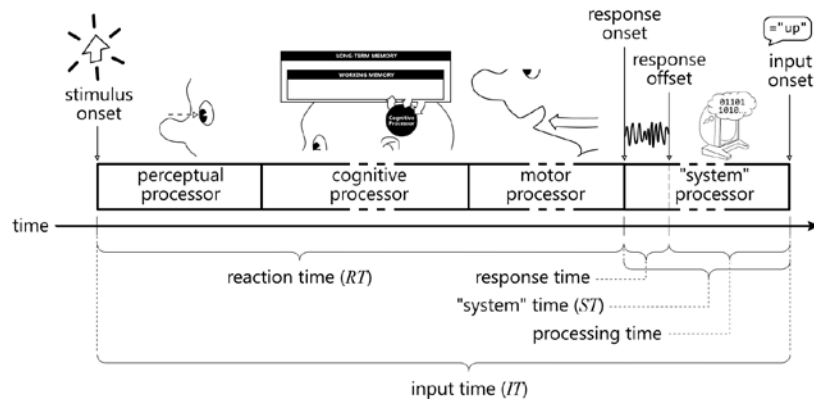 stimulus
onset
LONG-TERM MEMORY
WORKING MEMORY
Cognitive
Processor
response
onset
response
offset
="up"
input
onset
01101
1010...
perceptual
processor
cognitive
processor
motor
processor
"system"
processor
time
reaction time (RT)
response time
"system" time (ST)
processing time
input time (IT)